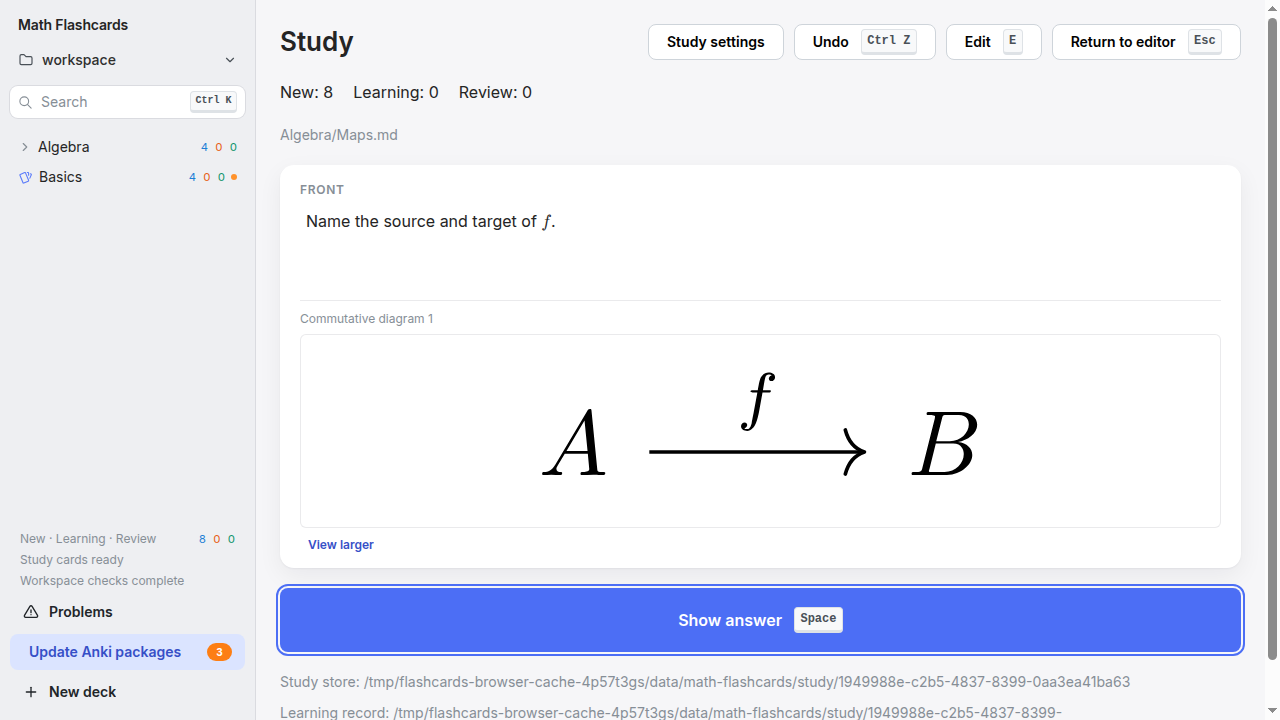 Math Flashcards
workspace
Search Ctrl K
Algebra 4 0 0
Basics 4 0 0
New · Learning · Review 8 0 0
Study cards ready
Workspace checks complete
Problems
Update Anki packages 3
New deck
Study
Study settings
Undo Ctrl Z
Edit E
Return to editor Esc
New: 8 Learning: 0 Review: 0
Algebra/Maps.md
FRONT
Name the source and target of f.
Commutative diagram 1
f
A B
View larger
Show answer Space
Study store: /tmp/flashcards-browser-cache-4p57t3gs/data/math-flashcards/study/1949988e-c2b5-4837-8399-0aa3ea41ba63
Learning record: /tmp/flashcards-browser-cache-4p57t3gs/data/math-flashcards/study/1949988e-c2b5-4837-8399-